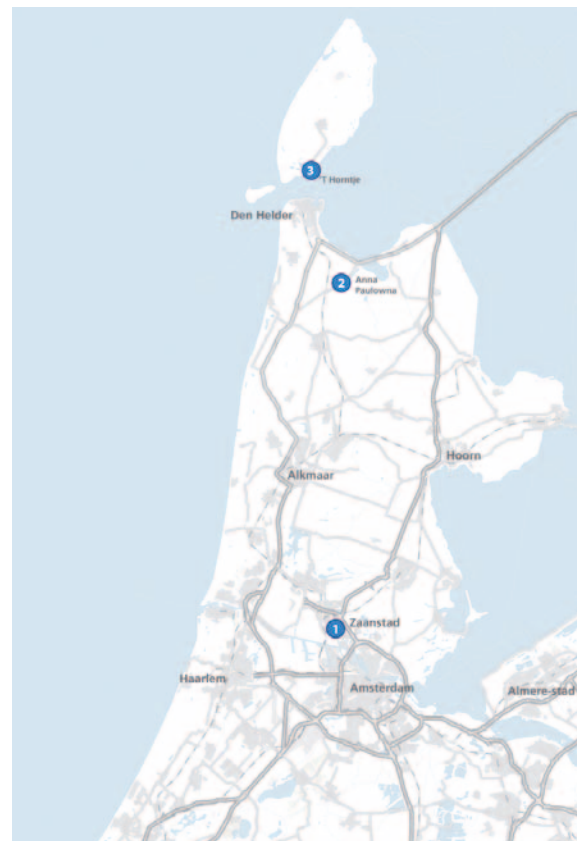 3
'T Horntje
Den Helder
2
Anna
Paulowna
Hoorn
Alkmaar
1
Zaanstad
Haarlem
Amsterdam
Almere-stad